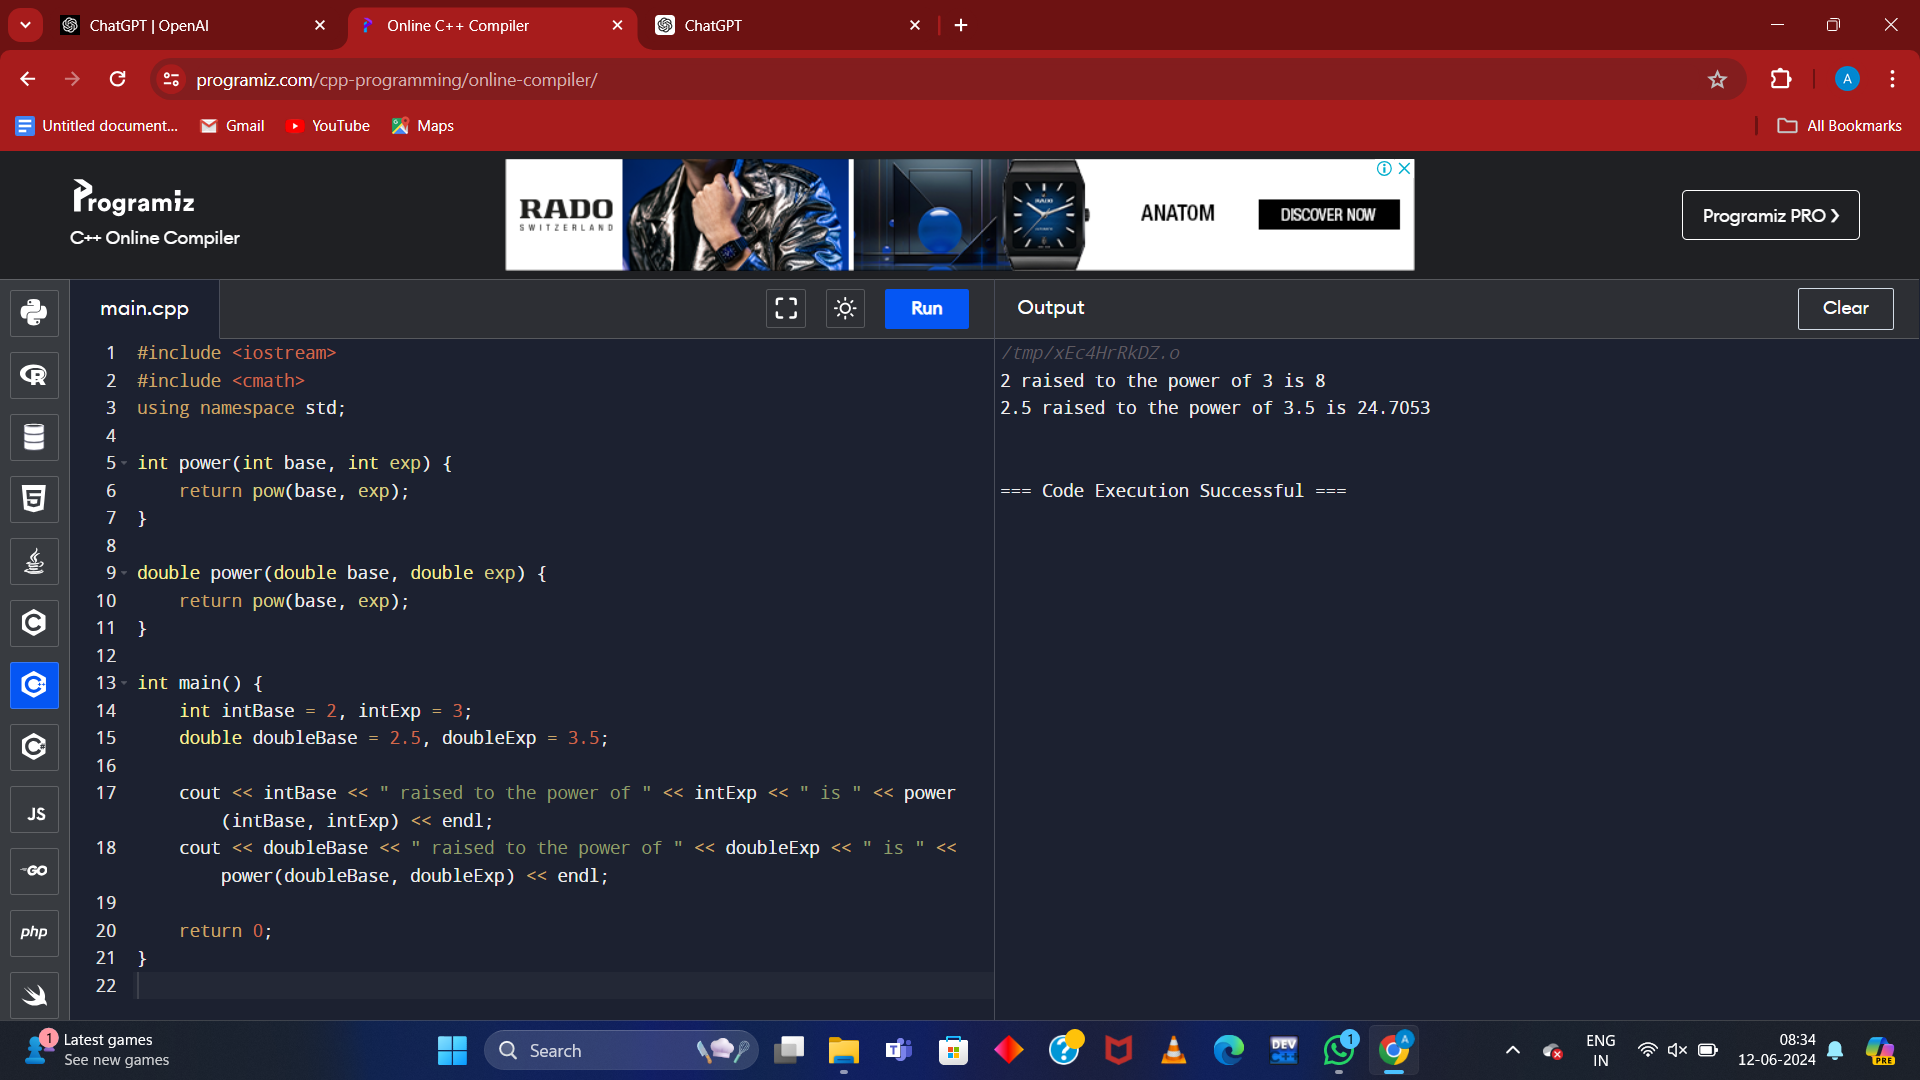 ChatGPT | OpenAI
Online C++ Compiler
ChatGPT
programiz.com/cpp-programming/online-compiler/
A
Untitled document...
Gmail
YouTube
Maps
All Bookmarks
Programiz
C++ Online Compiler
RADO
SWITZERLAND
ANATOM
DISCOVER NOW
Programiz PRO ❯
main.cpp
Run
Output
Clear
1 #include <iostream>
2 #include <cmath>
3 using namespace std;
4
5 int power(int base, int exp) {
6     return pow(base, exp);
7 }
8
9 double power(double base, double exp) {
10     return pow(base, exp);
11 }
12
13 int main() {
14     int intBase = 2, intExp = 3;
15     double doubleBase = 2.5, doubleExp = 3.5;
16
17     cout << intBase << " raised to the power of " << intExp << " is " << power
(intBase, intExp) << endl;
18     cout << doubleBase << " raised to the power of " << doubleExp << " is " <<
power(doubleBase, doubleExp) << endl;
19
20     return 0;
21 }
22
/tmp/xEc4HrRkDZ.o
2 raised to the power of 3 is 8
2.5 raised to the power of 3.5 is 24.7053
=== Code Execution Successful ===
JS
GO
php
1
Latest games
See new games
Search
DEV
C++
1
A
ENG
IN
08:34
12-06-2024
PRE